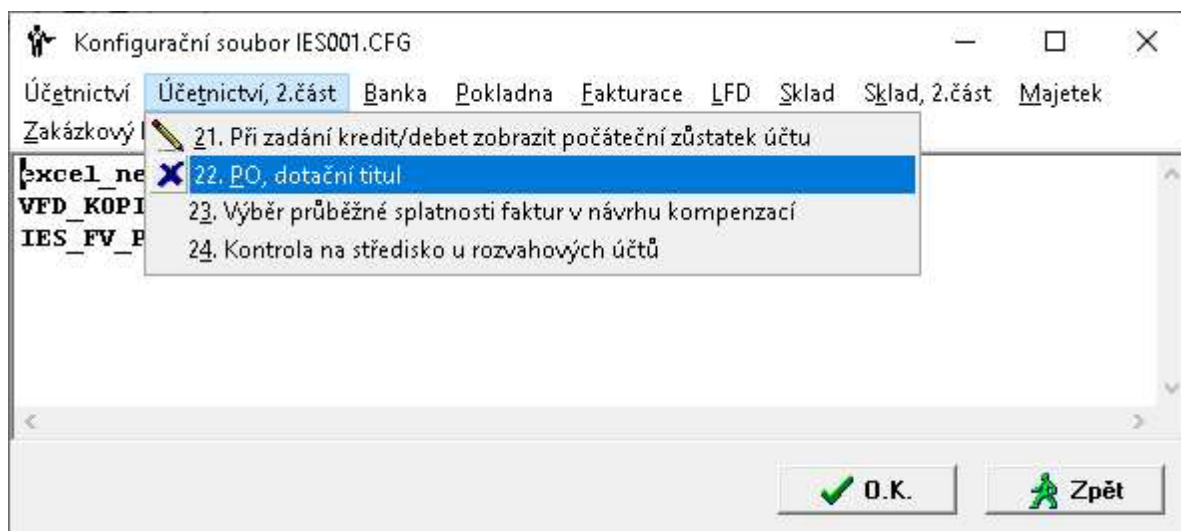 Konfigurační soubor IES001.CFG
Účetnictví Účetnictví, 2.část Banka Pokladna Fakturace LFD Sklad Sklad, 2.část Majetek
Zakázkový
21. Při zadání kredit/debet zobrazit počáteční zůstatek účtu
22. PO, dotační titul
23. Výběr průběžné splatnosti faktur v návrhu kompenzací
24. Kontrola na středisko u rozvahových účtů
excel_ne
VFD_KOPI
IES_FV_P
O.K. Zpět